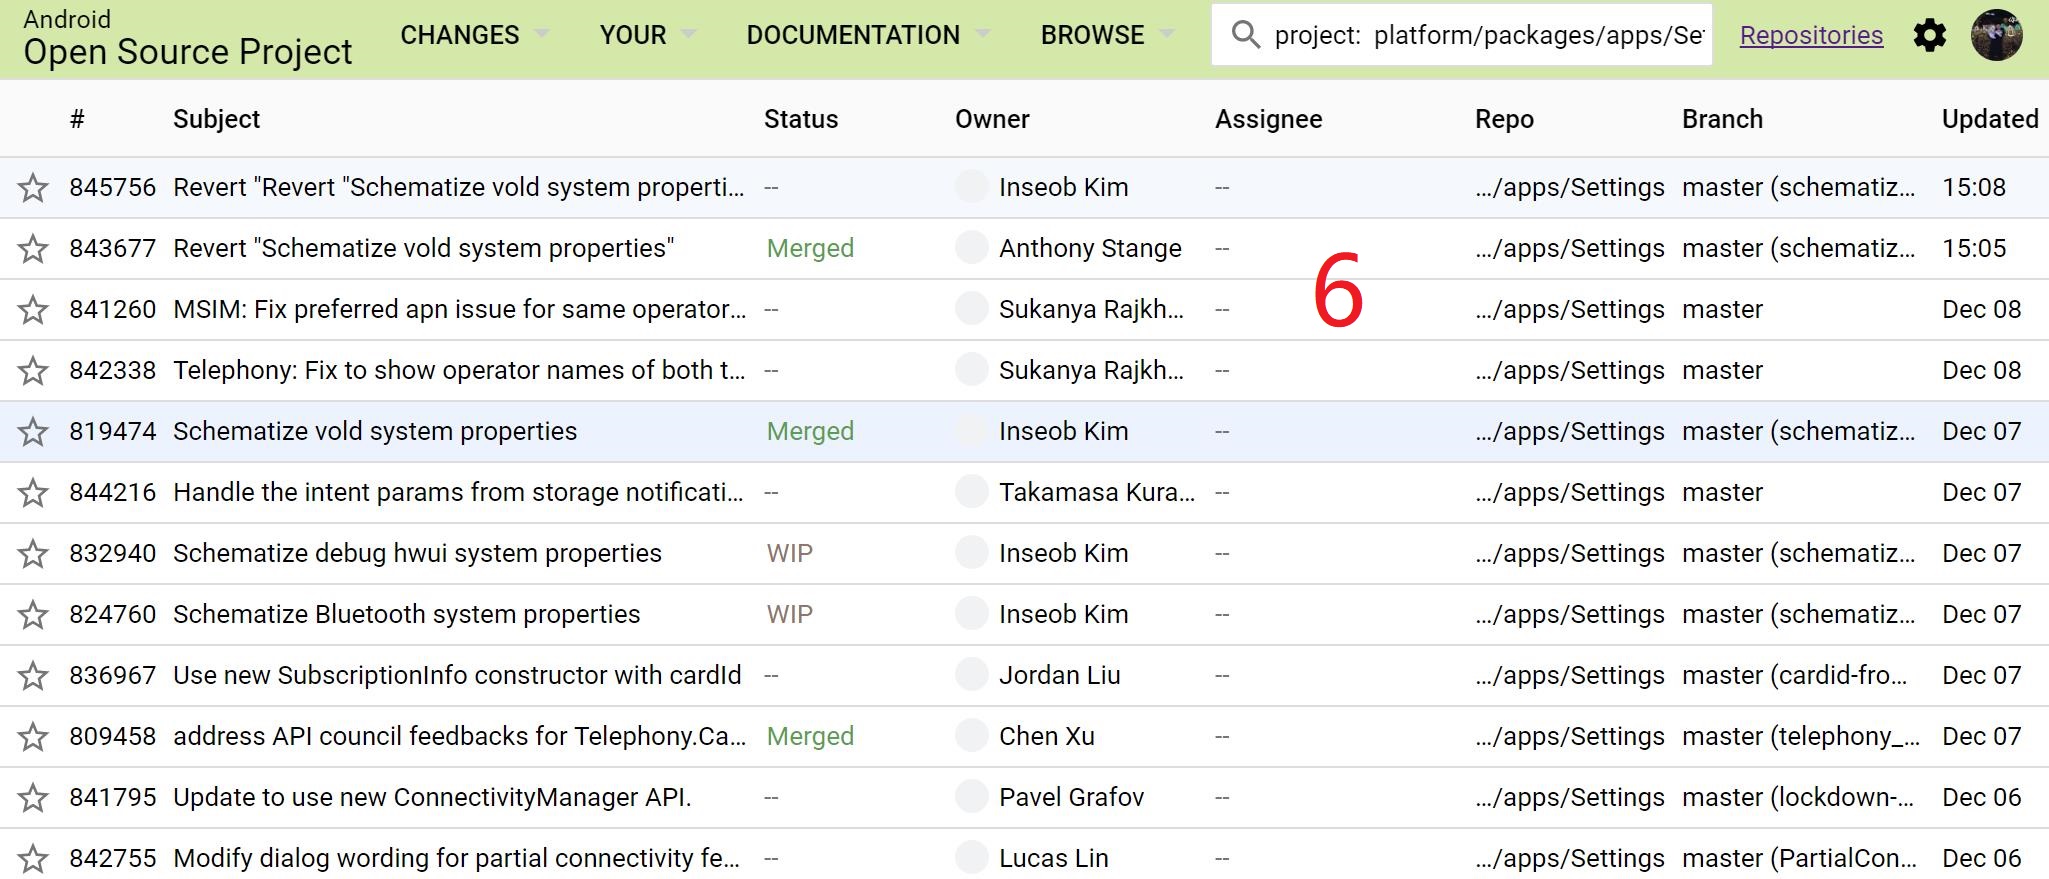 Android
Open Source Project
CHANGES YOUR DOCUMENTATION BROWSE project: platform/packages/apps/Se Repositories
# Subject Status Owner Assignee Repo Branch Updated
845756 Revert "Revert "Schematize vold system properti... -- Inseob Kim -- .../apps/Settings master (schematiz... 15:08
843677 Revert "Schematize vold system properties" Merged Anthony Stange -- .../apps/Settings master (schematiz... 15:05
6
841260 MSIM: Fix preferred apn issue for same operator... -- Sukanya Rajkh... -- .../apps/Settings master Dec 08
842338 Telephony: Fix to show operator names of both t... -- Sukanya Rajkh... -- .../apps/Settings master Dec 08
819474 Schematize vold system properties Merged Inseob Kim -- .../apps/Settings master (schematiz... Dec 07
844216 Handle the intent params from storage notificati... -- Takamasa Kura... -- .../apps/Settings master Dec 07
832940 Schematize debug hwui system properties WIP Inseob Kim -- .../apps/Settings master (schematiz... Dec 07
824760 Schematize Bluetooth system properties WIP Inseob Kim -- .../apps/Settings master (schematiz... Dec 07
836967 Use new SubscriptionInfo constructor with cardId -- Jordan Liu -- .../apps/Settings master (cardid-fro... Dec 07
809458 address API council feedbacks for Telephony.Ca... Merged Chen Xu -- .../apps/Settings master (telephony_... Dec 07
841795 Update to use new ConnectivityManager API. -- Pavel Grafov -- .../apps/Settings master (lockdown-... Dec 06
842755 Modify dialog wording for partial connectivity fe... -- Lucas Lin -- .../apps/Settings master (PartialCon... Dec 06